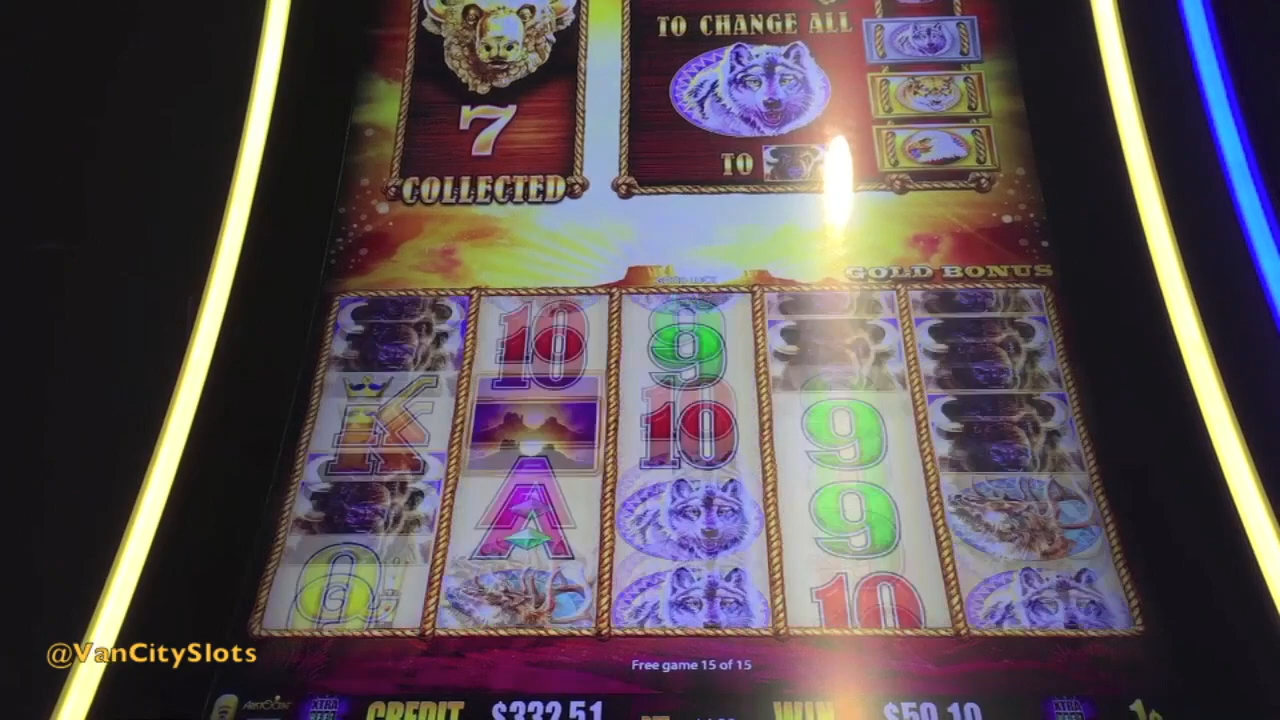 TO CHANGE ALL
7
COLLECTED
TO
GOLD BONUS
10
9
K
10
9
A
9
Q
10
Free game 15 of 15
@VanCitySlots
CREDIT $332.51
WIN $50.10